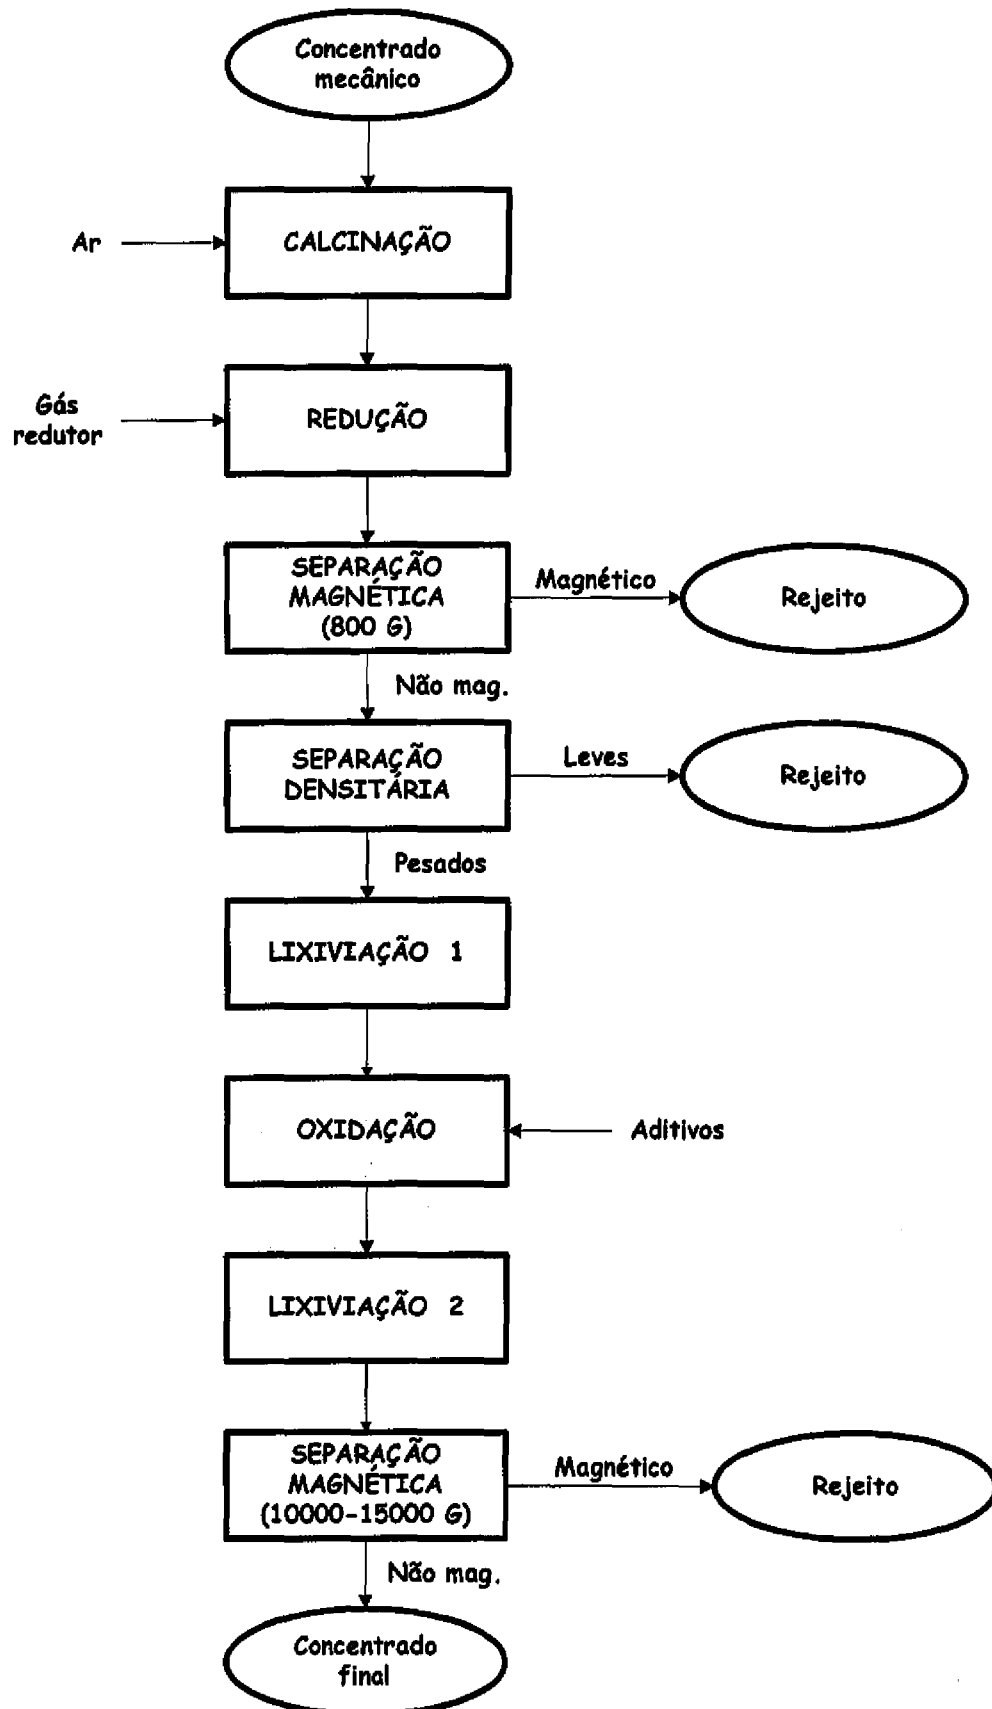 Concentrado
mecânico
Ar
CALCINAÇÃO
Gás
redutor
REDUÇÃO
SEPARAÇÃO
MAGNÉTICA
(800 G)
Magnético
Rejeito
Não mag.
SEPARAÇÃO
DENSITÁRIA
Leves
Rejeito
Pesados
LIXIVIAÇÃO 1
OXIDAÇÃO
Aditivos
LIXIVIAÇÃO 2
SEPARAÇÃO
MAGNÉTICA
(10000-15000 G)
Magnético
Rejeito
Não mag.
Concentrado
final